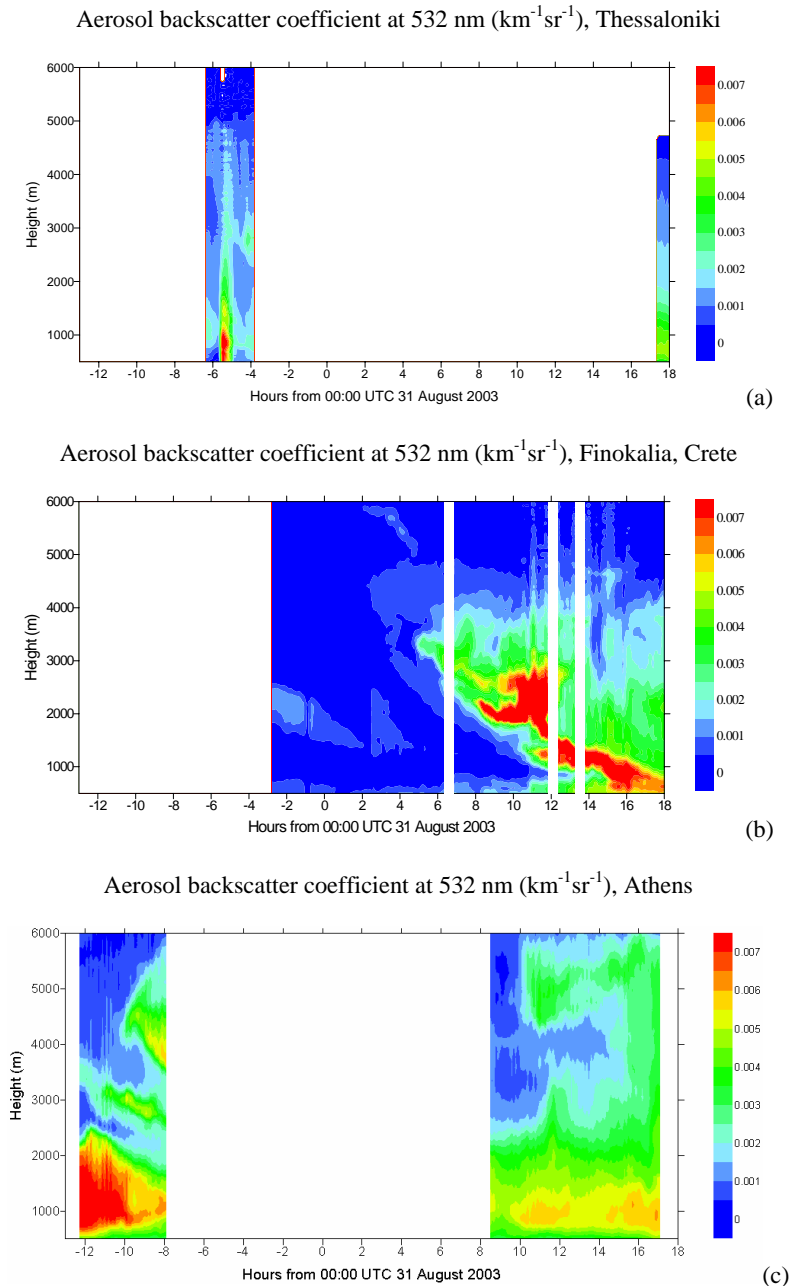 Aerosol backscatter coefficient at 532 nm (km⁻¹sr⁻¹), Thessaloniki
6000
5000
4000
3000
2000
1000
Height (m)
-12 -10 -8 -6 -4 -2 0 2 4 6 8 10 12 14 16 18
Hours from 00:00 UTC 31 August 2003
0.007
0.006
0.005
0.004
0.003
0.002
0.001
0
(a)
Aerosol backscatter coefficient at 532 nm (km⁻¹sr⁻¹), Finokalia, Crete
6000
5000
4000
3000
2000
1000
Height (m)
-12 -10 -8 -6 -4 -2 0 2 4 6 8 10 12 14 16 18
Hours from 00:00 UTC 31 August 2003
0.007
0.006
0.005
0.004
0.003
0.002
0.001
0
(b)
Aerosol backscatter coefficient at 532 nm (km⁻¹sr⁻¹), Athens
6000
5000
4000
3000
2000
1000
Height (m)
-12 -10 -8 -6 -4 -2 0 2 4 6 8 10 12 14 16 18
Hours from 00:00 UTC 31 August 2003
0.007
0.006
0.005
0.004
0.003
0.002
0.001
0
(c)